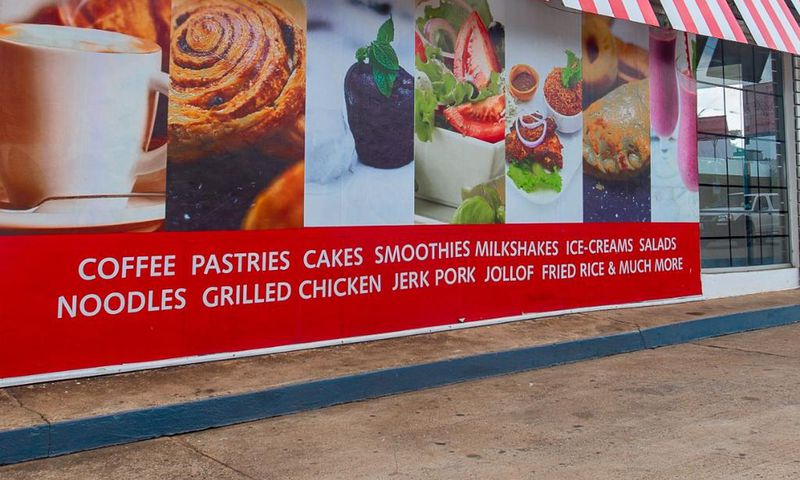 COFFEE PASTRIES CAKES SMOOTHIES MILKSHAKES ICE-CREAMS SALADS
NOODLES GRILLED CHICKEN JERK PORK JOLLOF FRIED RICE & MUCH MORE